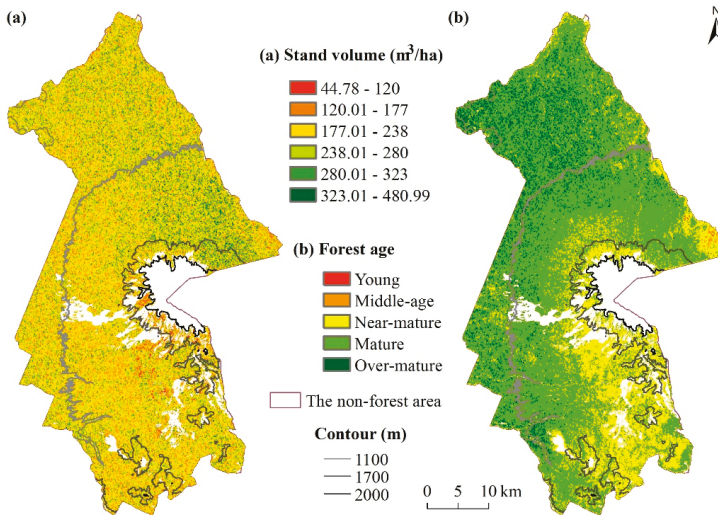 (a)
(b)
N
(a) Stand volume (m³/ha)
44.78 - 120
120.01 - 177
177.01 - 238
238.01 - 280
280.01 - 323
323.01 - 480.99
(b) Forest age
Young
Middle-age
Near-mature
Mature
Over-mature
The non-forest area
Contour (m)
1100
1700
2000
0 5 10 km